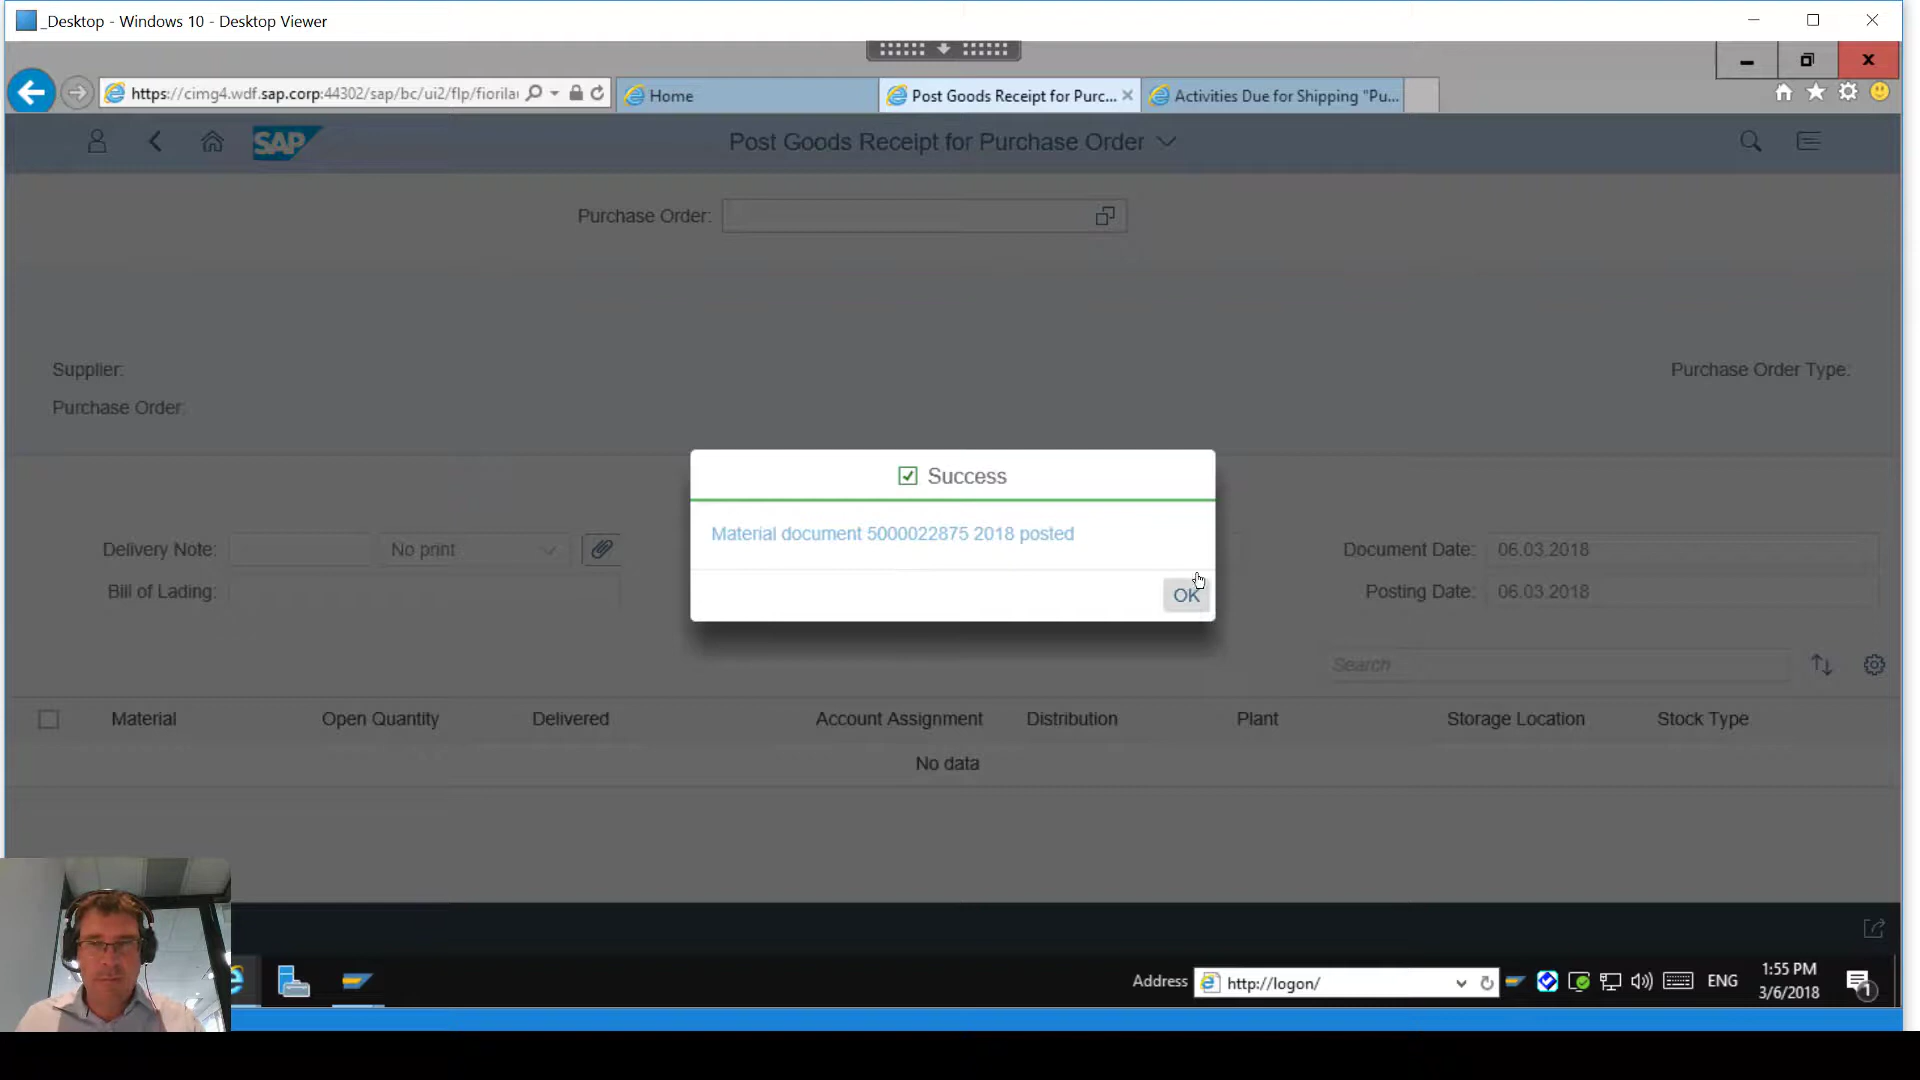 _Desktop - Windows 10 - Desktop Viewer
https://cimg4.wdf.sap.corp:44302/sap/bc/ui2/flp/fiorila
Home
Post Goods Receipt for Purc...
Activities Due for Shipping "Pu...
SAP
Post Goods Receipt for Purchase Order
Purchase Order:
Supplier:
Purchase Order Type:
Purchase Order:
Success
Material document 5000022875 2018 posted
OK
Delivery Note:
No print
Document Date: 06.03.2018
Bill of Lading:
Posting Date: 06.03.2018
Search
Material Open Quantity Delivered Account Assignment Distribution Plant Storage Location Stock Type
No data
Address http://logon/
ENG
1:55 PM
3/6/2018
1